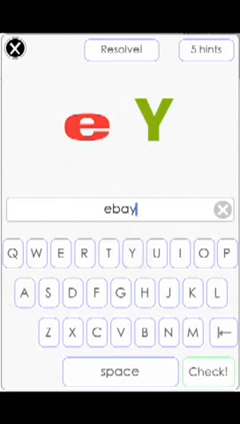 Resolve!
5 hints
e Y
ebay
Q W E R T Y U I O P
A S D F G H J K L
Z X C V B N M
space
Check!